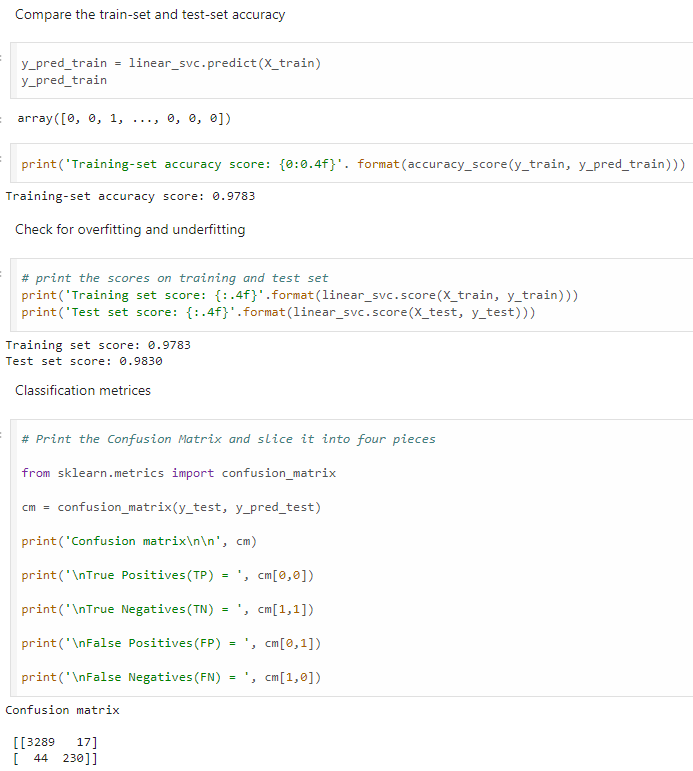 Compare the train-set and test-set accuracy
y_pred_train = linear_svc.predict(X_train)
y_pred_train
array([0, 0, 1, ..., 0, 0, 0])
print('Training-set accuracy score: {0:0.4f}'. format(accuracy_score(y_train, y_pred_train)))
Training-set accuracy score: 0.9783
Check for overfitting and underfitting
# print the scores on training and test set
print('Training set score: {:.4f}'.format(linear_svc.score(X_train, y_train)))
print('Test set score: {:.4f}'.format(linear_svc.score(X_test, y_test)))
Training set score: 0.9783
Test set score: 0.9830
Classification metrices
# Print the Confusion Matrix and slice it into four pieces
from sklearn.metrics import confusion_matrix
cm = confusion_matrix(y_test, y_pred_test)
print('Confusion matrix\n\n', cm)
print('\nTrue Positives(TP) = ', cm[0,0])
print('\nTrue Negatives(TN) = ', cm[1,1])
print('\nFalse Positives(FP) = ', cm[0,1])
print('\nFalse Negatives(FN) = ', cm[1,0])
Confusion matrix
[[3289   17]
[  44  230]]